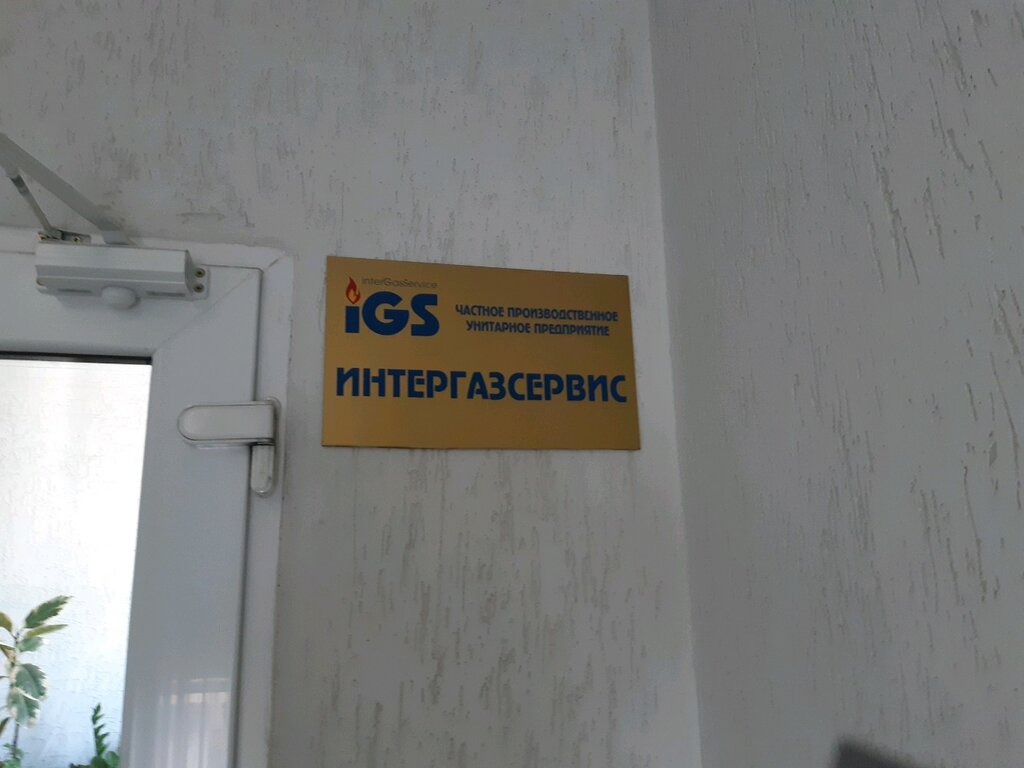 InterGasService
iGS
ЧАСТНОЕ ПРОИЗВОДСТВЕННОЕ
УНИТАРНОЕ ПРЕДПРИЯТИЕ
ИНТЕРГАЗСЕРВИС